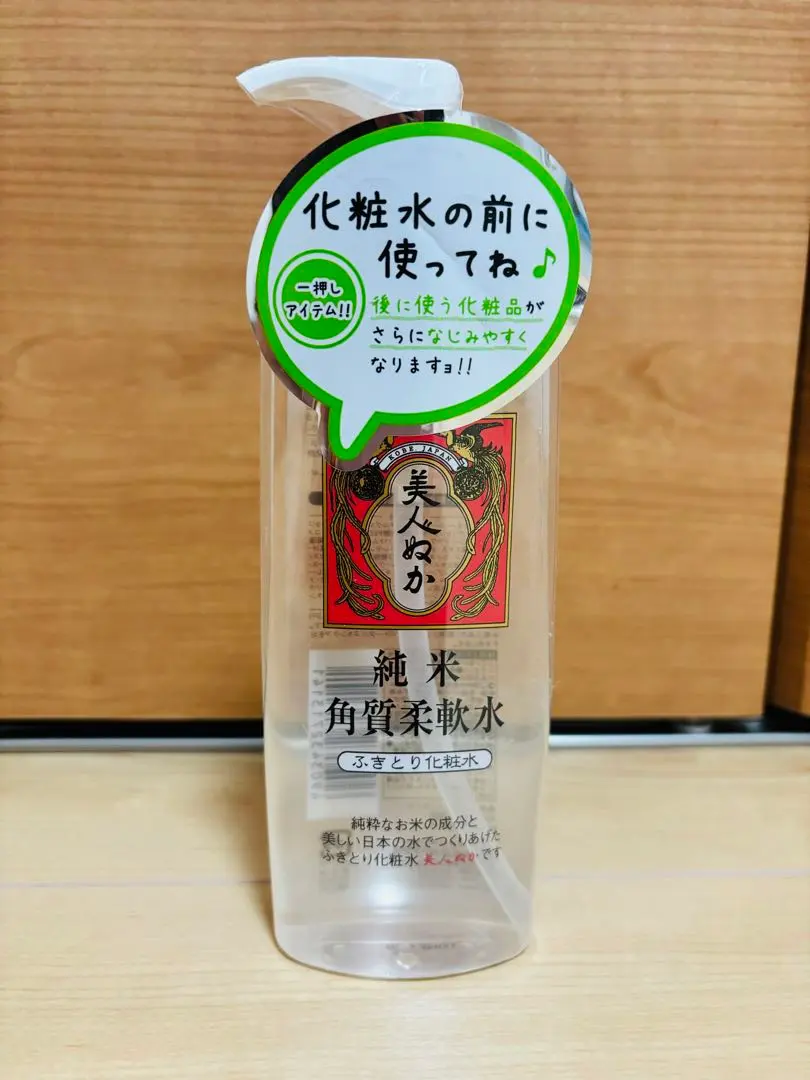 化粧水の前に
使ってね♪
一押し
アイテム!!
後に使う化粧品が
さらになじみやすく
なりますョ!!
KOBE JAPAN
美人ぬか
純米
角質柔軟水
ふきとり化粧水
純粋なお米の成分と
美しい日本の水でつくりあげた
ふきとり化粧水 美人ぬかです